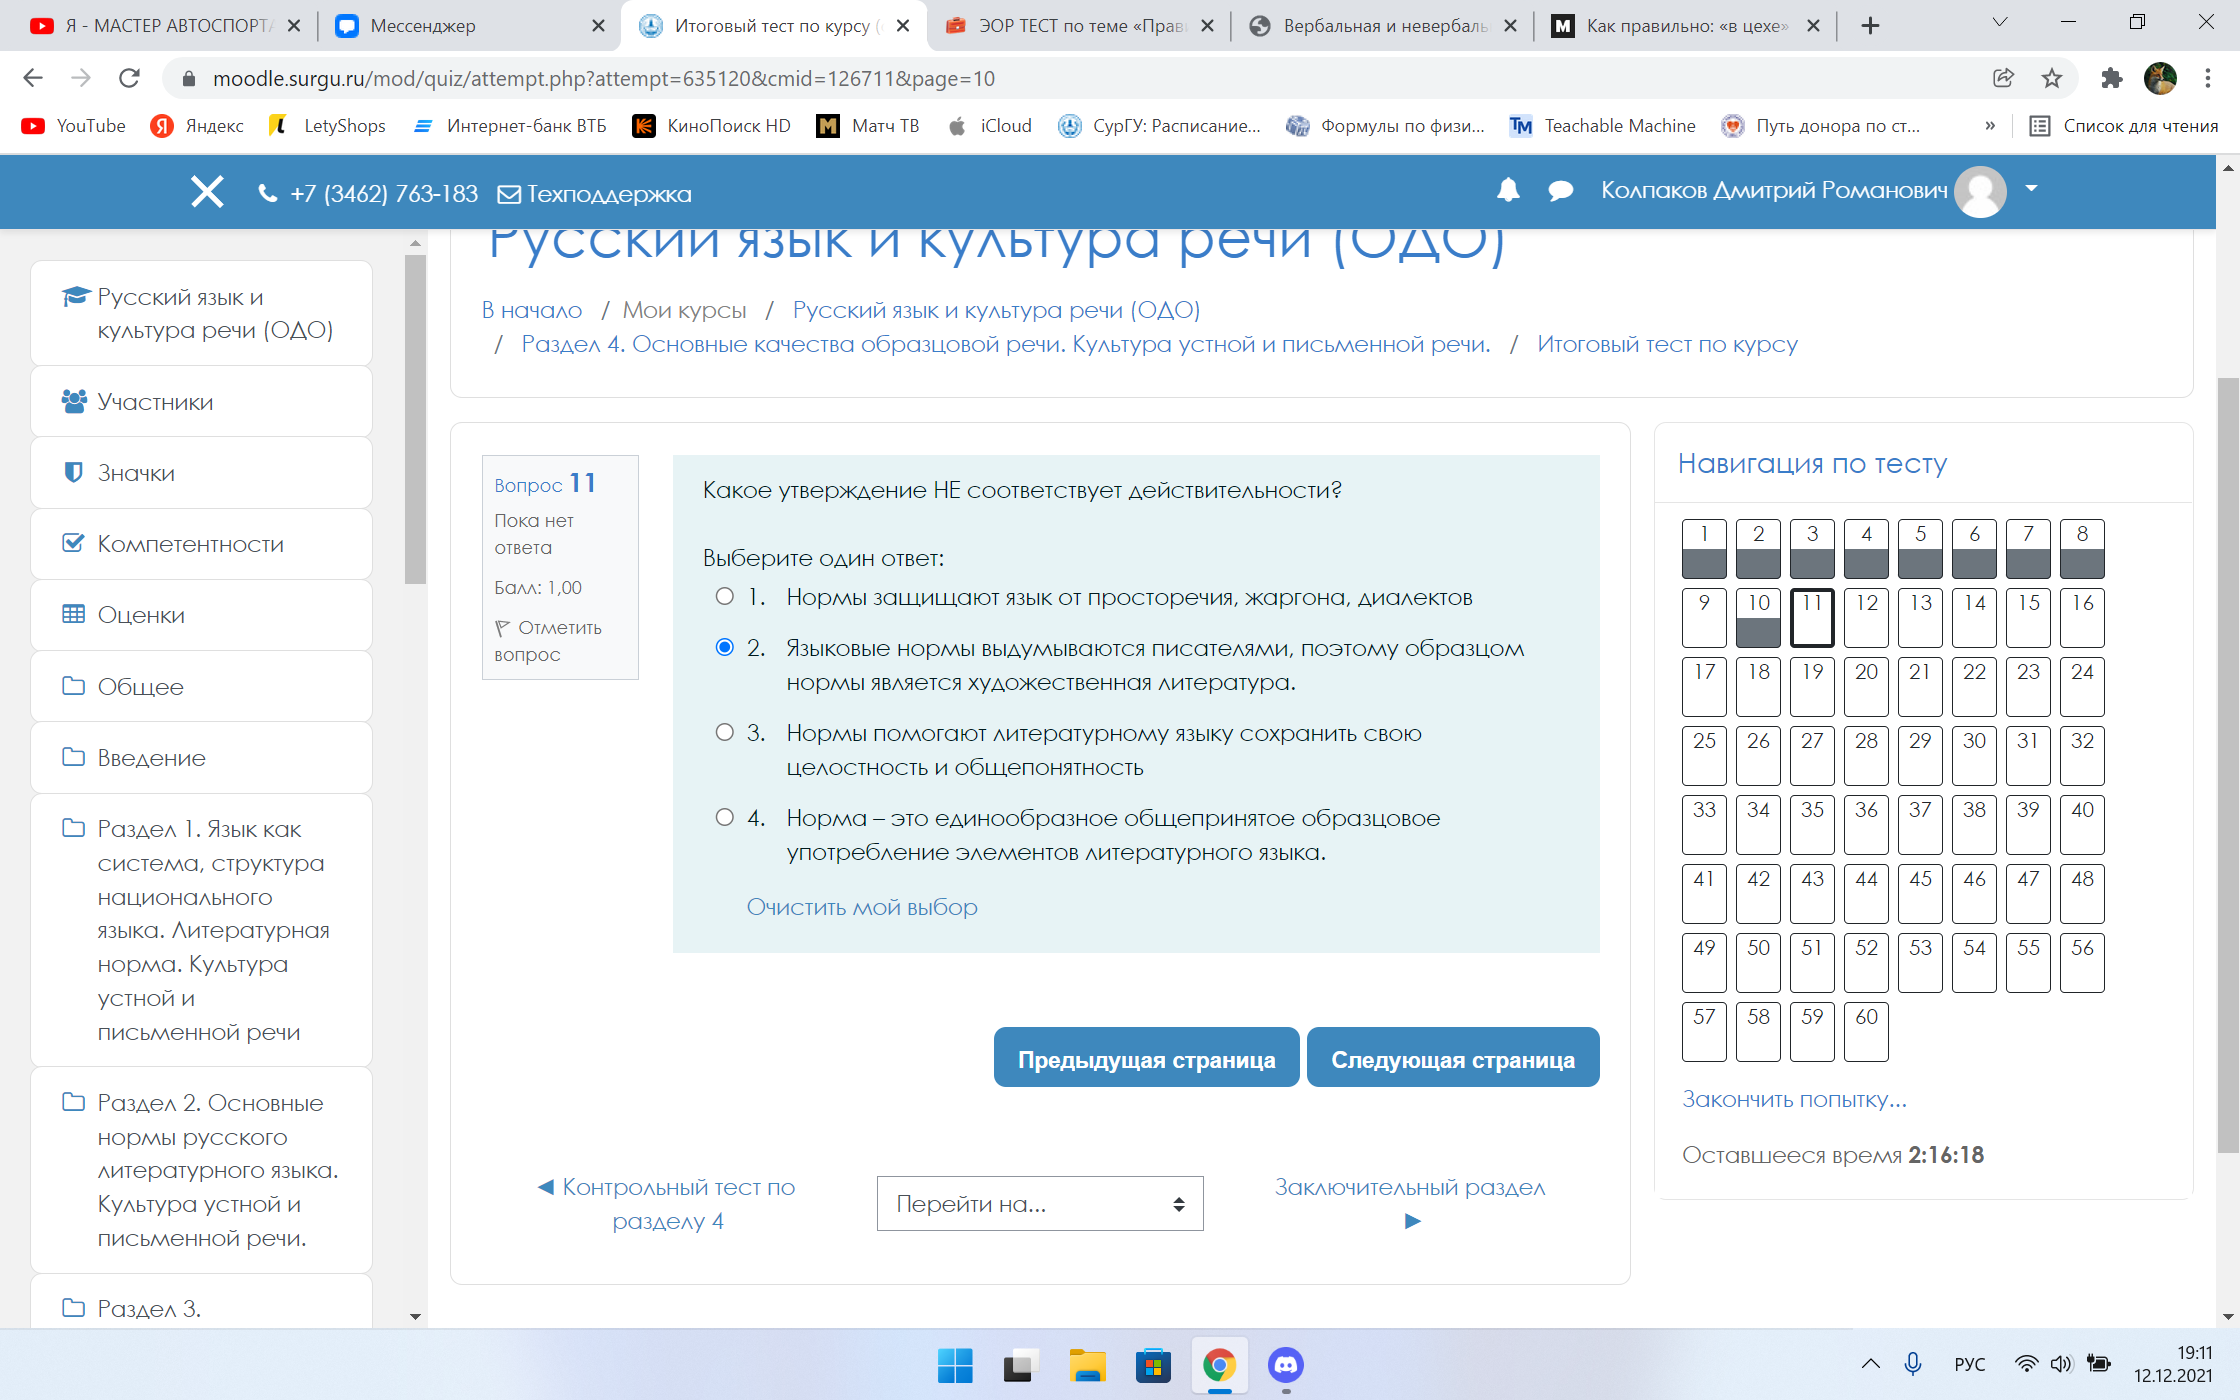 Я - МАСТЕР АВТОСПОРТА
Мессенджер
Итоговый тест по курсу (
ЭОР ТЕСТ по теме «Прав
Вербальная и невербаль
Как правильно: «в цехе»
moodle.surgu.ru/mod/quiz/attempt.php?attempt=635120&cmid=126711&page=10
YouTube
Яндекс
LetyShops
Интернет-банк ВТБ
КиноПоиск HD
Матч ТВ
iCloud
СурГУ: Расписание...
Формулы по физи...
Teachable Machine
Путь донора по ст...
»
Список для чтения
+7 (3462) 763-183
Техподдержка
Колпаков Дмитрий Романович
Русский язык и культура речи (ОДО)
В начало / Мои курсы / Русский язык и культура речи (ОДО)
/ Раздел 4. Основные качества образцовой речи. Культура устной и письменной речи. / Итоговый тест по курсу
Русский язык и
культура речи (ОДО)
Участники
Значки
Компетентности
Оценки
Общее
Введение
Раздел 1. Язык как
система, структура
национального
языка. Литературная
норма. Культура
устной и
письменной речи
Раздел 2. Основные
нормы русского
литературного языка.
Культура устной и
письменной речи.
Раздел 3.
Вопрос 11
Пока нет
ответа
Балл: 1,00
Отметить
вопрос
Какое утверждение НЕ соответствует действительности?
Выберите один ответ:
1. Нормы защищают язык от просторечия, жаргона, диалектов
2. Языковые нормы выдумываются писателями, поэтому образцом
нормы является художественная литература.
3. Нормы помогают литературному языку сохранить свою
целостность и общепонятность
4. Норма – это единообразное общепринятое образцовое
употребление элементов литературного языка.
Очистить мой выбор
Предыдущая страница
Следующая страница
◄ Контрольный тест по
разделу 4
Перейти на...
Заключительный раздел
►
Навигация по тесту
1 2 3 4 5 6 7 8
9 10 11 12 13 14 15 16
17 18 19 20 21 22 23 24
25 26 27 28 29 30 31 32
33 34 35 36 37 38 39 40
41 42 43 44 45 46 47 48
49 50 51 52 53 54 55 56
57 58 59 60
Закончить попытку...
Оставшееся время 2:16:18
РУС
19:11
12.12.2021